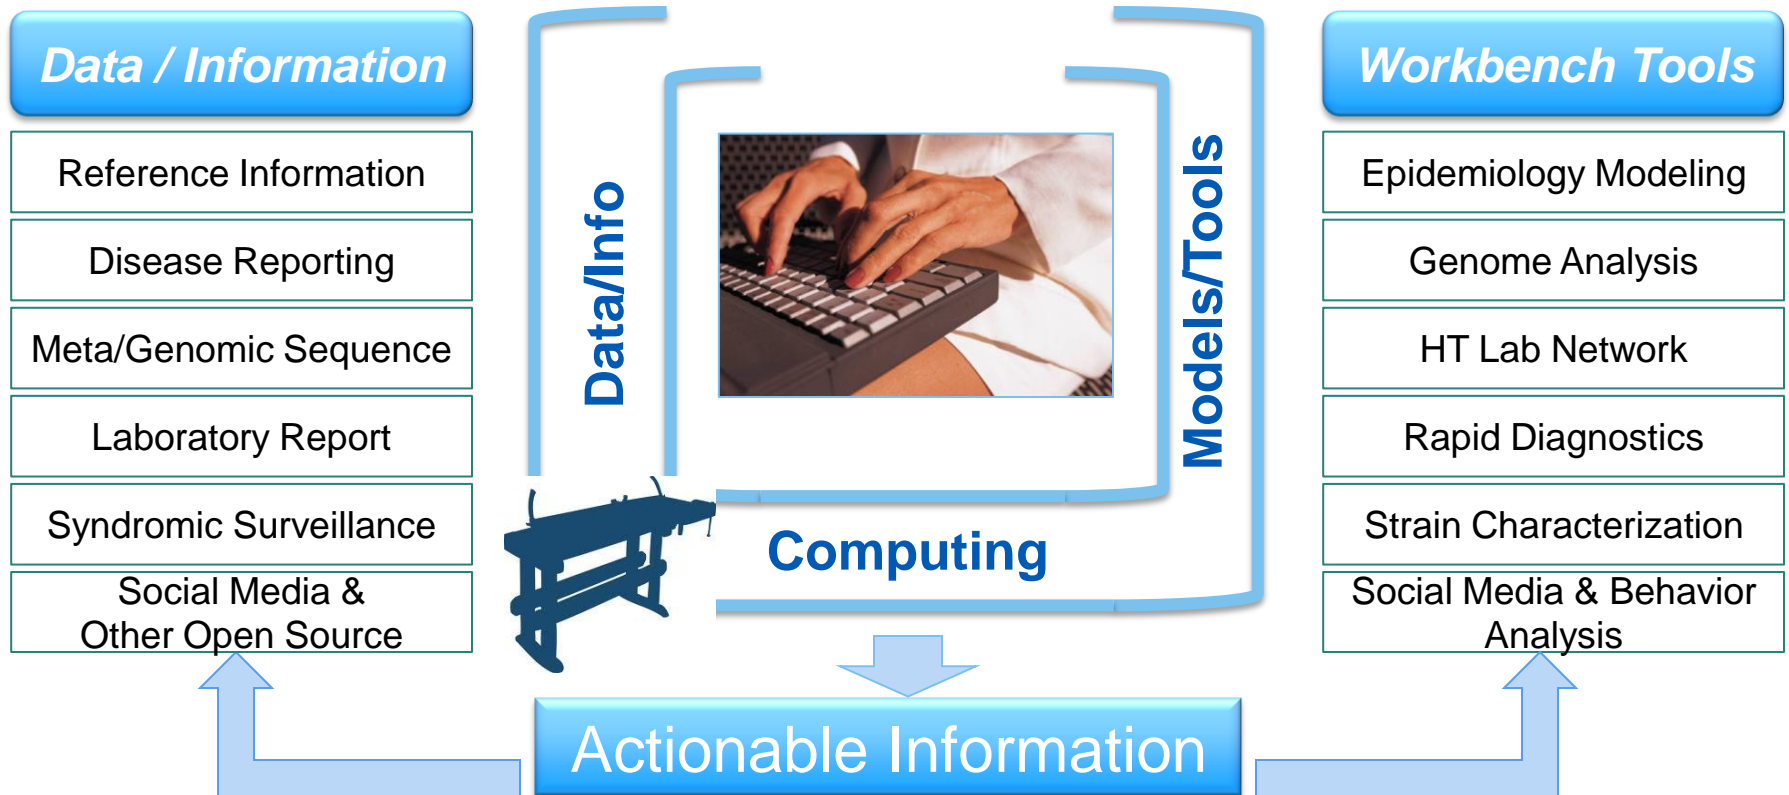 Data / Information
Reference Information
Disease Reporting
Meta/Genomic Sequence
Laboratory Report
Syndromic Surveillance
Social Media &
Other Open Source
Data/Info
Models/Tools
Computing
Workbench Tools
Epidemiology Modeling
Genome Analysis
HT Lab Network
Rapid Diagnostics
Strain Characterization
Social Media & Behavior
Analysis
Actionable Information